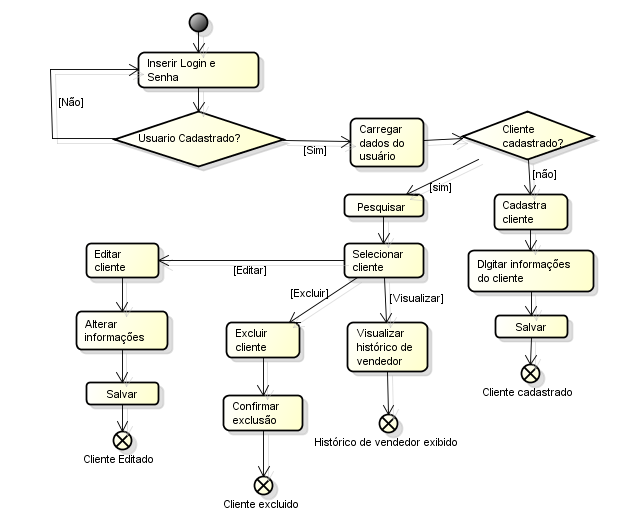 Inserir Login e
Senha
[Não]
Usuario Cadastrado?
[Sim]
Carregar
dados do
usuário
Cliente
cadastrado?
[sim]
[não]
Pesquisar
Cadastra
cliente
Editar
cliente
[Editar]
Selecionar
cliente
DIgitar informações
do cliente
[Excluir]
[Visualizar]
Alterar
informações
Excluir
cliente
Visualizar
histórico de
vendedor
Salvar
Salvar
Cliente cadastrado
Confirmar
exclusão
Histórico de vendedor exibido
Cliente Editado
Cliente excluido